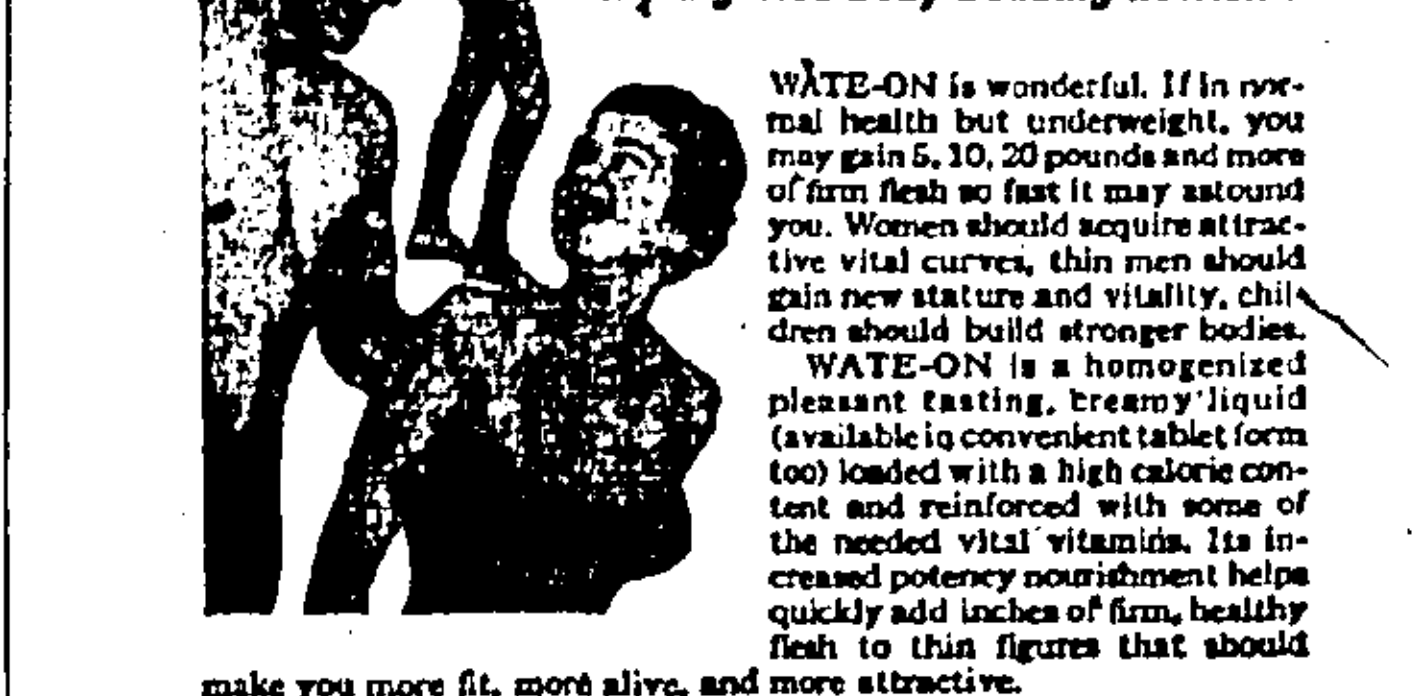 WATE-ON is wonderful. If in nor-
mal health but underweight, you
may gain 5, 10, 20 pounds and more
of firm flesh so fast it may astound
you. Women should acquire attrac-
tive vital curves, thin men should
gain new stature and vitality, chil-
dren should build stronger bodies.
WATE-ON is a homogenized
pleasant tasting, creamy liquid
(available in convenient tablet form
too) loaded with a high calorie con-
tent and reinforced with some of
the needed vital vitamins. Its in-
creased potency nourishment helps
quickly add inches of firm, healthy
flesh to thin figures that should
make you more fit, more alive, and more attractive.